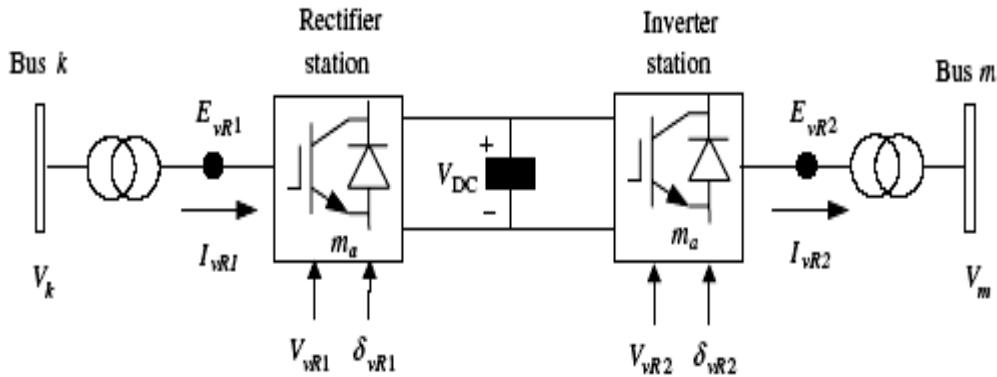 Rectifier
station
Inverter
station
Bus k
Bus m
E_vR1
E_vR2
+
V_DC
−
m_a
m_a
I_vR1
I_vR2
V_k
V_m
V_vR1
δ_vR1
V_vR2
δ_vR2